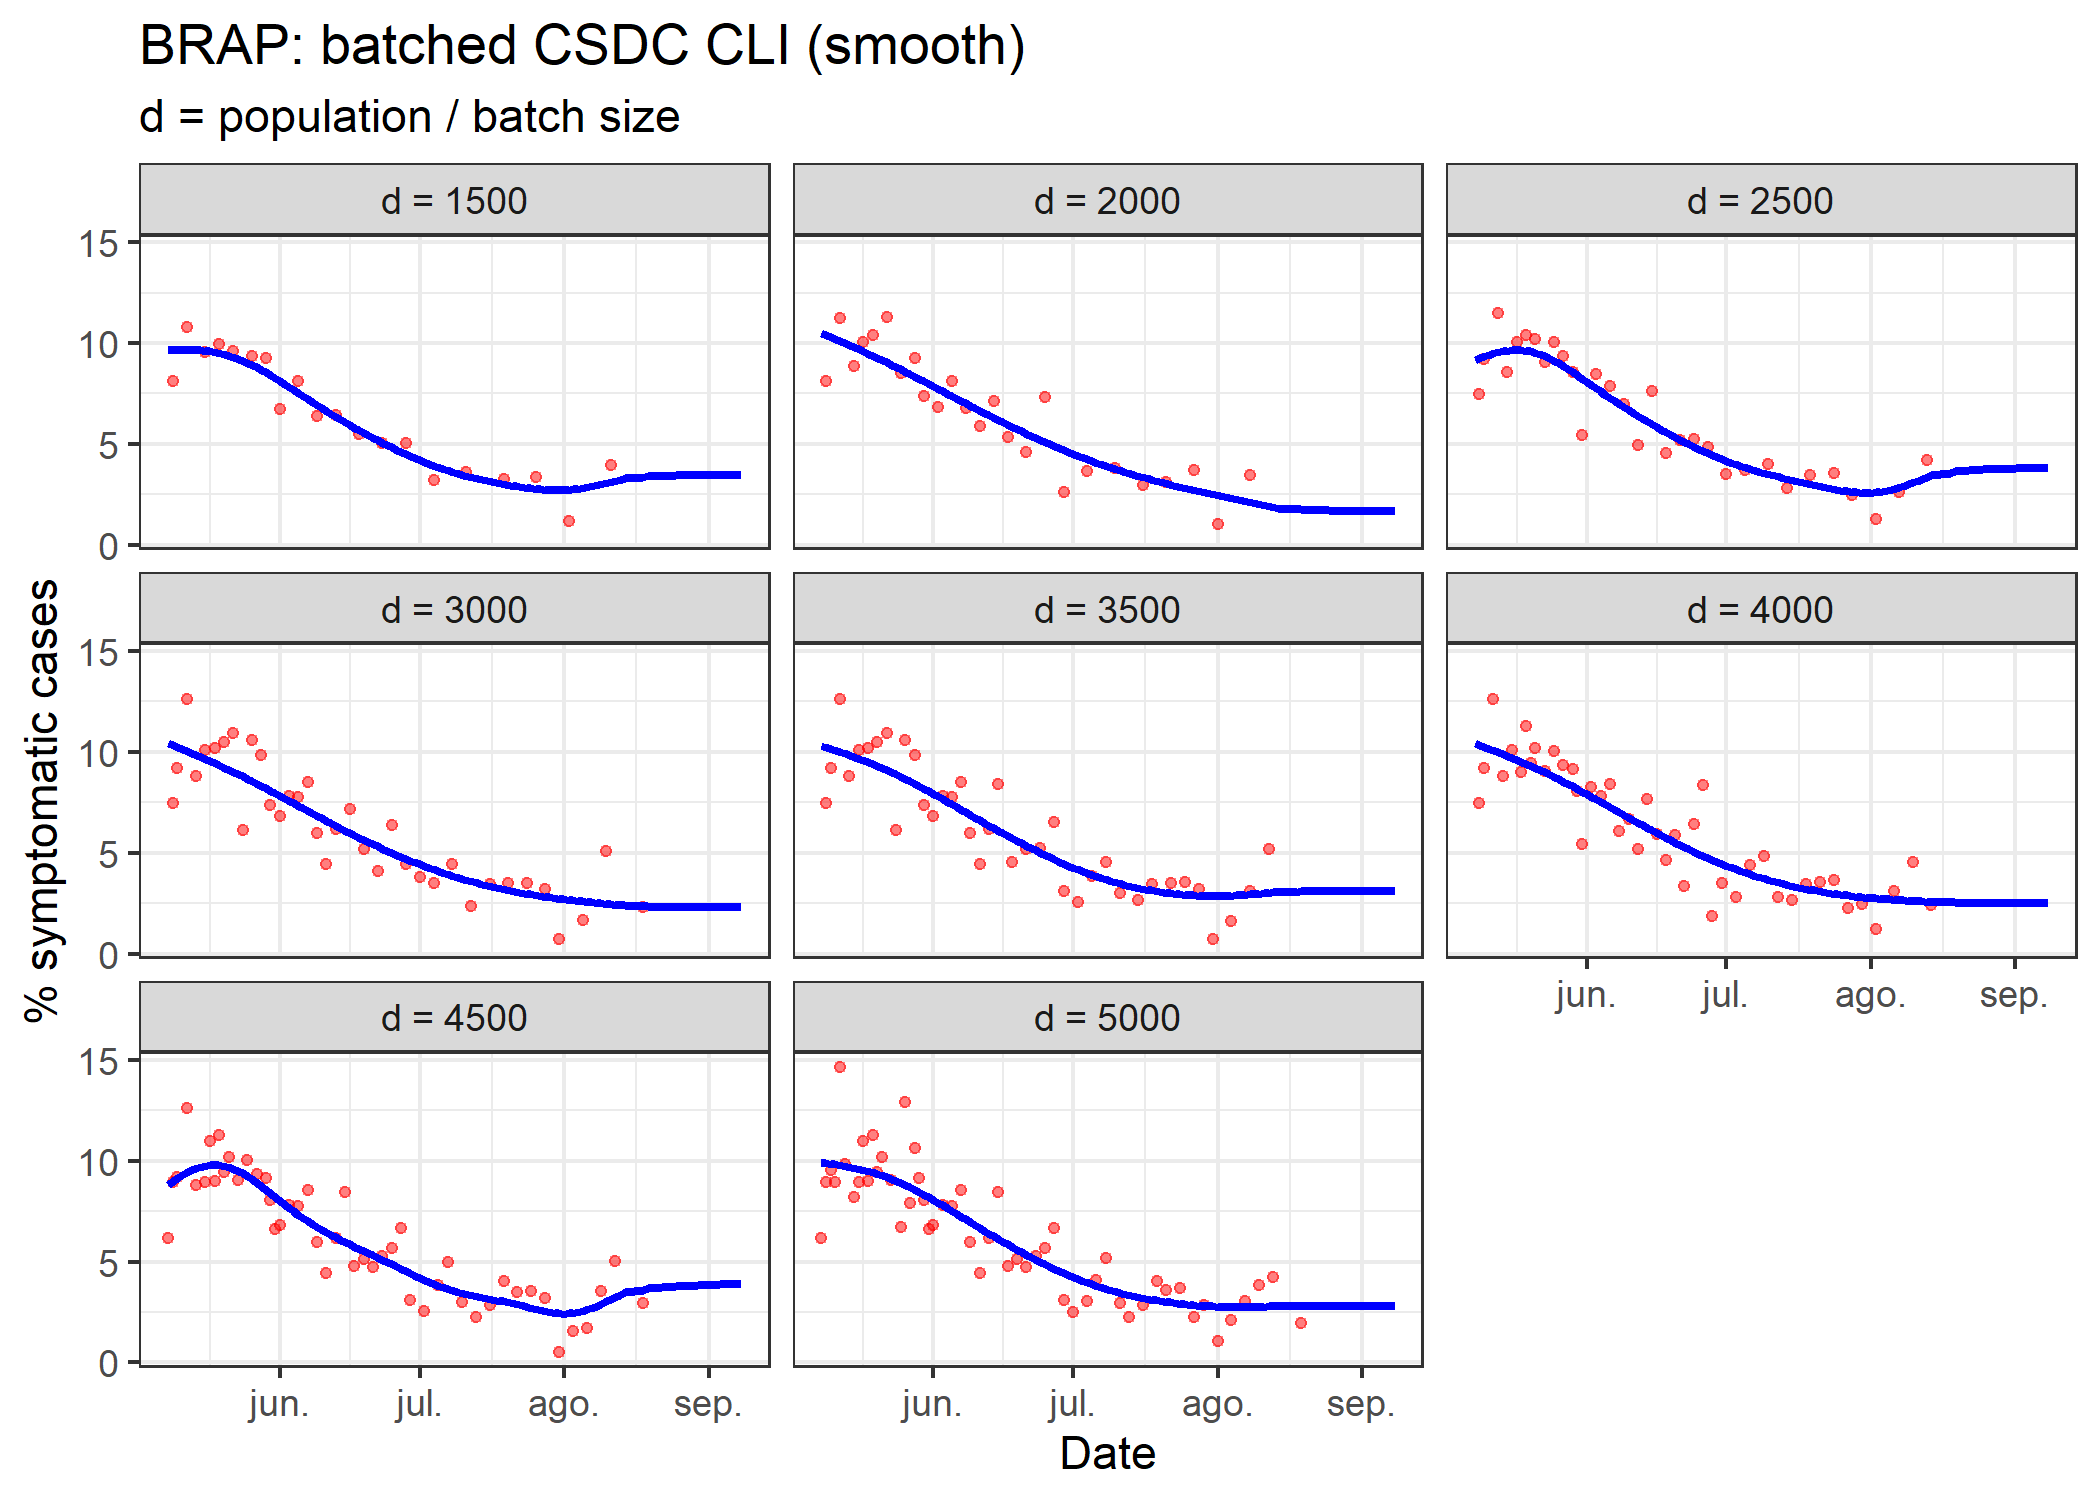 BRAP: batched CSDC CLI (smooth)
d = population / batch size
d = 1500
d = 2000
d = 2500
15
10
5
0
d = 3000
d = 3500
d = 4000
15
10
5
0
jun.
jul.
ago.
sep.
d = 4500
d = 5000
15
10
5
0
jun.
jul.
ago.
sep.
jun.
jul.
ago.
sep.
% symptomatic cases
Date